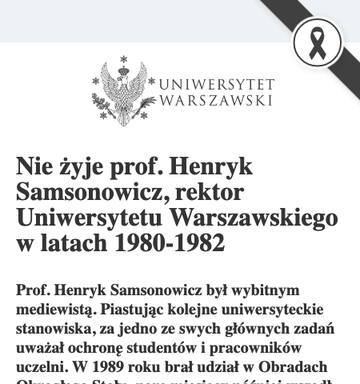 UNIWERSYTET
WARSZAWSKI
Nie żyje prof. Henryk
Samsonowicz, rektor
Uniwersytetu Warszawskiego
w latach 1980-1982
Prof. Henryk Samsonowicz był wybitnym
mediewistą. Piastując kolejne uniwersyteckie
stanowiska, za jedno ze swych głównych zadań
uważał ochronę studentów i pracowników
uczelni. W 1989 roku brał udział w Obradach